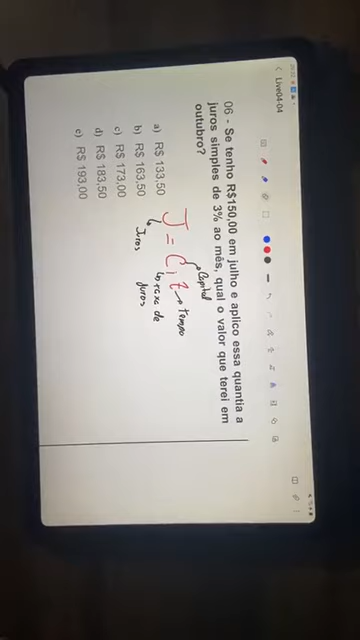 Live04-04
06 - Se tenho R$150,00 em julho e aplico essa quantia a
juros simples de 3% ao mês, qual o valor que terei em
outubro?
Capital
a) R$ 133,50
J = C i t → tempo
b) R$ 163,50
Juros
taxa de
juros
c) R$ 173,00
d) R$ 183,50
e) R$ 193,00